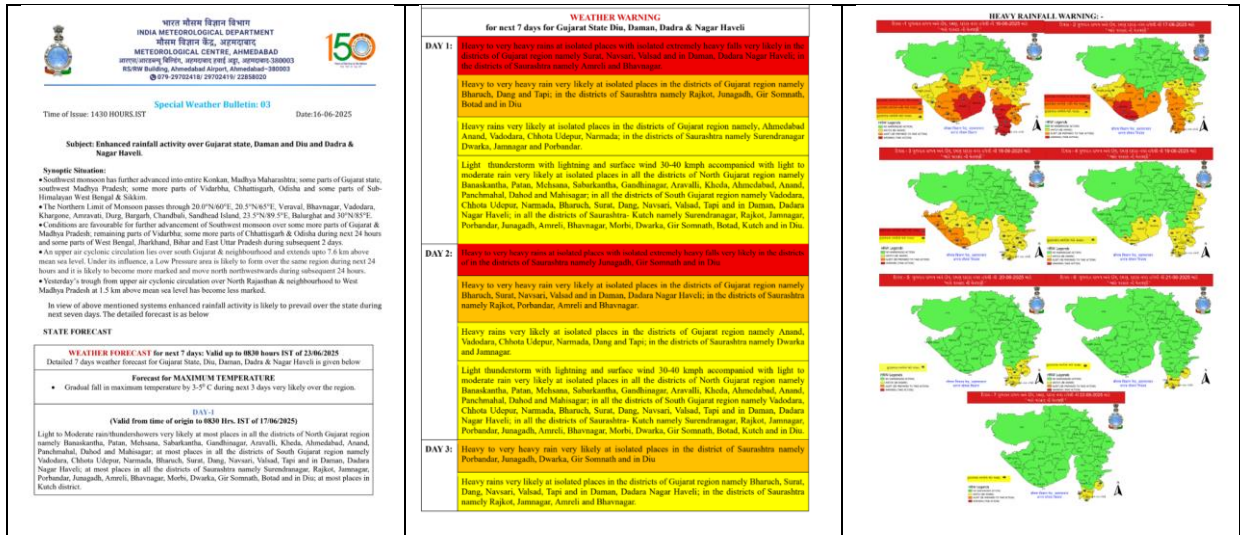 भारत मौसम विज्ञान विभाग
INDIA METEOROLOGICAL DEPARTMENT
मौसम विज्ञान केंद्र, अहमदाबाद
METEOROLOGICAL CENTRE, AHMEDABAD
RS/RW Building, Ahmedabad Airport, Ahmedabad-380003
079-29702418/ 29702419/ 22858020
150
Special Weather Bulletin: 03
Time of Issue: 1430 HOURS.IST Date:16-06-2025
Subject: Enhanced rainfall activity over Gujarat state, Daman and Diu and Dadra &
Nagar Haveli.
Synoptic Situation:
•Southwest monsoon has further advanced into entire Konkan, Madhya Maharashtra; some parts of Gujarat state,
southwest Madhya Pradesh; some more parts of Vidarbha, Chhattisgarh, Odisha and some parts of Sub-
Himalayan West Bengal & Sikkim.
•The Northern Limit of Monsoon passes through 20.0°N/60°E, 20.5°N/65°E, Veraval, Bhavnagar, Vadodara,
Khargone, Amravati, Durg, Bargarh, Chandbali, Sandhead Island, 23.5°N/89.5°E, Balurghat and 30°N/85°E.
•Conditions are favourable for further advancement of Southwest monsoon over some more parts of Gujarat &
Madhya Pradesh; remaining parts of Vidarbha; some more parts of Chhattisgarh & Odisha during next 24 hours
and some parts of West Bengal, Jharkhand, Bihar and East Uttar Pradesh during subsequent 2 days.
•An upper air cyclonic circulation lies over south Gujarat & neighbourhood and extends upto 7.6 km above
mean sea level. Under its influence, a Low Pressure area is likely to form over the same region during next 24
hours and it is likely to become more marked and move north northwestwards during subsequent 24 hours.
•Yesterday's trough from upper air cyclonic circulation over North Rajasthan & neighbourhood to West
Madhya Pradesh at 1.5 km above mean sea level has become less marked.
In view of above mentioned systems enhanced rainfall activity is likely to prevail over the state during
next seven days. The detailed forecast is as below
STATE FORECAST
WEATHER FORECAST for next 7 days: Valid up to 0830 hours IST of 23/06/2025
Detailed 7 days weather forecast for Gujarat State, Diu, Daman, Dadra & Nagar Haveli is given below
Forecast for MAXIMUM TEMPERATURE
• Gradual fall in maximum temperature by 3-5° C during next 3 days very likely over the region.
DAY-1
(Valid from time of origin to 0830 Hrs. IST of 17/06/2025)
Light to Moderate rain/thundershowers very likely at most places in all the districts of North Gujarat region
namely Banaskantha, Patan, Mehsana, Sabarkantha, Gandhinagar, Aravalli, Kheda, Ahmedabad, Anand,
Panchmahal, Dahod and Mahisagar; at most places in all the districts of South Gujarat region namely
Vadodara, Chhota Udepur, Narmada, Bharuch, Surat, Dang, Navsari, Valsad, Tapi and in Daman, Dadara
Nagar Haveli; at most places in all the districts of Saurashtra namely Surendranagar, Rajkot, Jamnagar,
Porbandar, Junagadh, Amreli, Bhavnagar, Morbi, Dwarka, Gir Somnath, Botad and in Diu; at most places in
Kutch district.
WEATHER WARNING
for next 7 days for Gujarat State Diu, Daman, Dadra & Nagar Haveli
DAY 1:
Heavy to very heavy rains at isolated places with isolated extremely heavy falls very likely in the
districts of Gujarat region namely Surat, Navsari, Valsad and in Daman, Dadara Nagar Haveli; in
the districts of Saurashtra namely Amreli and Bhavnagar.
Heavy to very heavy rain very likely at isolated places in the districts of Gujarat region namely
Bharuch, Dang and Tapi; in the districts of Saurashtra namely Rajkot, Junagadh, Gir Somnath,
Botad and in Diu
Heavy rains very likely at isolated places in the districts of Gujarat region namely, Ahmedabad
Anand, Vadodara, Chhota Udepur, Narmada; in the districts of Saurashtra namely Surendranagar
Dwarka, Jamnagar and Porbandar.
Light thunderstorm with lightning and surface wind 30-40 kmph accompanied with light to
moderate rain very likely at isolated places in all the districts of North Gujarat region namely
Banaskantha, Patan, Mehsana, Sabarkantha, Gandhinagar, Aravalli, Kheda, Ahmedabad, Anand,
Panchmahal, Dahod and Mahisagar; in all the districts of South Gujarat region namely Vadodara,
Chhota Udepur, Narmada, Bharuch, Surat, Dang, Navsari, Valsad, Tapi and in Daman, Dadara
Nagar Haveli; in all the districts of Saurashtra- Kutch namely Surendranagar, Rajkot, Jamnagar,
Porbandar, Junagadh, Amreli, Bhavnagar, Morbi, Dwarka, Gir Somnath, Botad, Kutch and in Diu.
DAY 2:
Heavy to very heavy rains at isolated places with isolated extremely heavy falls very likely in the districts
of in the districts of Saurashtra namely Junagadh, Gir Somnath and in Diu
Heavy to very heavy rain very likely at isolated places in the districts of Gujarat region namely
Bharuch, Surat, Navsari, Valsad and in Daman, Dadara Nagar Haveli; in the districts of Saurashtra
namely Rajkot, Porbandar, Amreli and Bhavnagar.
Heavy rains very likely at isolated places in the districts of Gujarat region namely Anand,
Vadodara, Chhota Udepur, Narmada, Dang and Tapi; in the districts of Saurashtra namely Dwarka
and Jamnagar.
Light thunderstorm with lightning and surface wind 30-40 kmph accompanied with light to
moderate rain very likely at isolated places in all the districts of North Gujarat region namely
Banaskantha, Patan, Mehsana, Sabarkantha, Gandhinagar, Aravalli, Kheda, Ahmedabad, Anand,
Panchmahal, Dahod and Mahisagar; in all the districts of South Gujarat region namely Vadodara,
Chhota Udepur, Narmada, Bharuch, Surat, Dang, Navsari, Valsad, Tapi and in Daman, Dadara
Nagar Haveli; in all the districts of Saurashtra- Kutch namely Surendranagar, Rajkot, Jamnagar,
Porbandar, Junagadh, Amreli, Bhavnagar, Morbi, Dwarka, Gir Somnath, Botad, Kutch and in Diu.
DAY 3:
Heavy to very heavy rain very likely at isolated places in the district of Saurashtra namely
Porbandar, Junagadh, Dwarka, Gir Somnath and in Diu
Heavy rains very likely at isolated places in the districts of Gujarat region namely Bharuch, Surat,
Dang, Navsari, Valsad, Tapi and in Daman, Dadara Nagar Haveli; in the districts of Saurashtra
namely Rajkot, Jamnagar, Amreli and Bhavnagar.
HEAVY RAINFALL WARNING: -